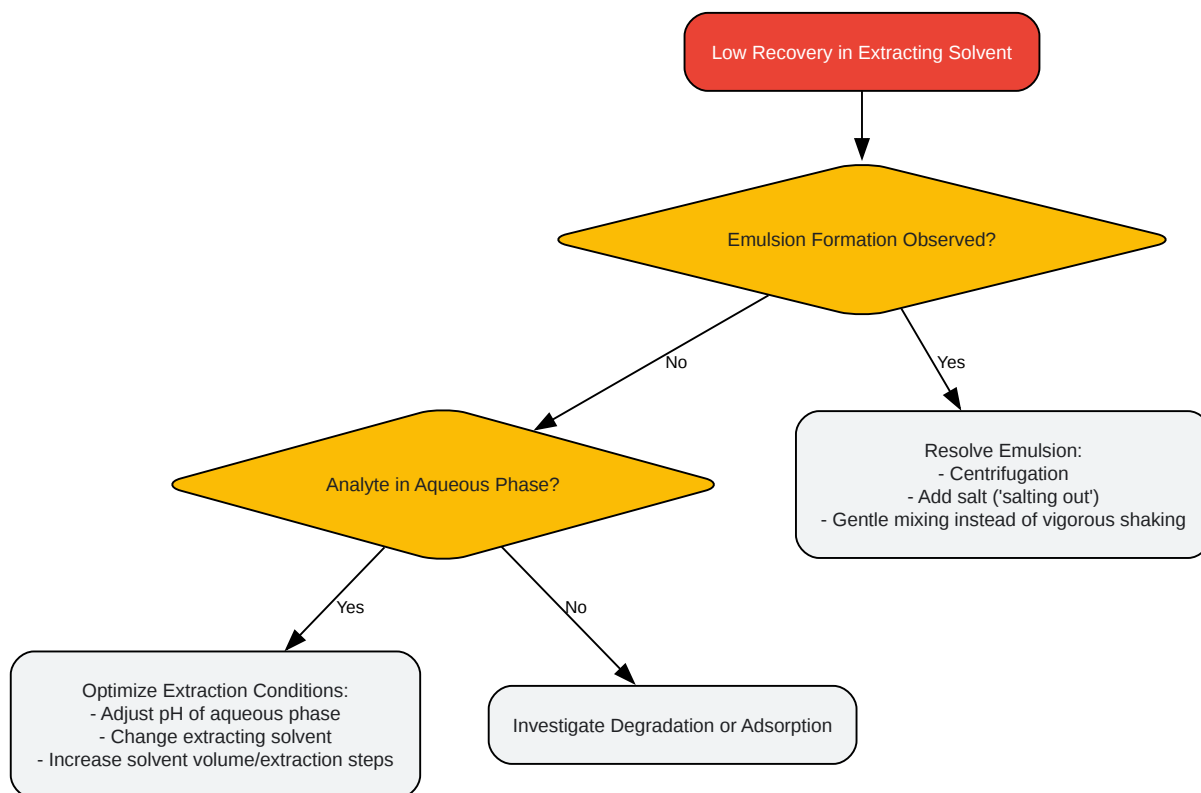 Low Recovery in Extracting Solvent
Emulsion Formation Observed?
No
Yes
Analyte in Aqueous Phase?
Resolve Emulsion:
- Centrifugation
- Add salt ('salting out')
- Gentle mixing instead of vigorous shaking
Yes
No
Optimize Extraction Conditions:
- Adjust pH of aqueous phase
- Change extracting solvent
- Increase solvent volume/extraction steps
Investigate Degradation or Adsorption